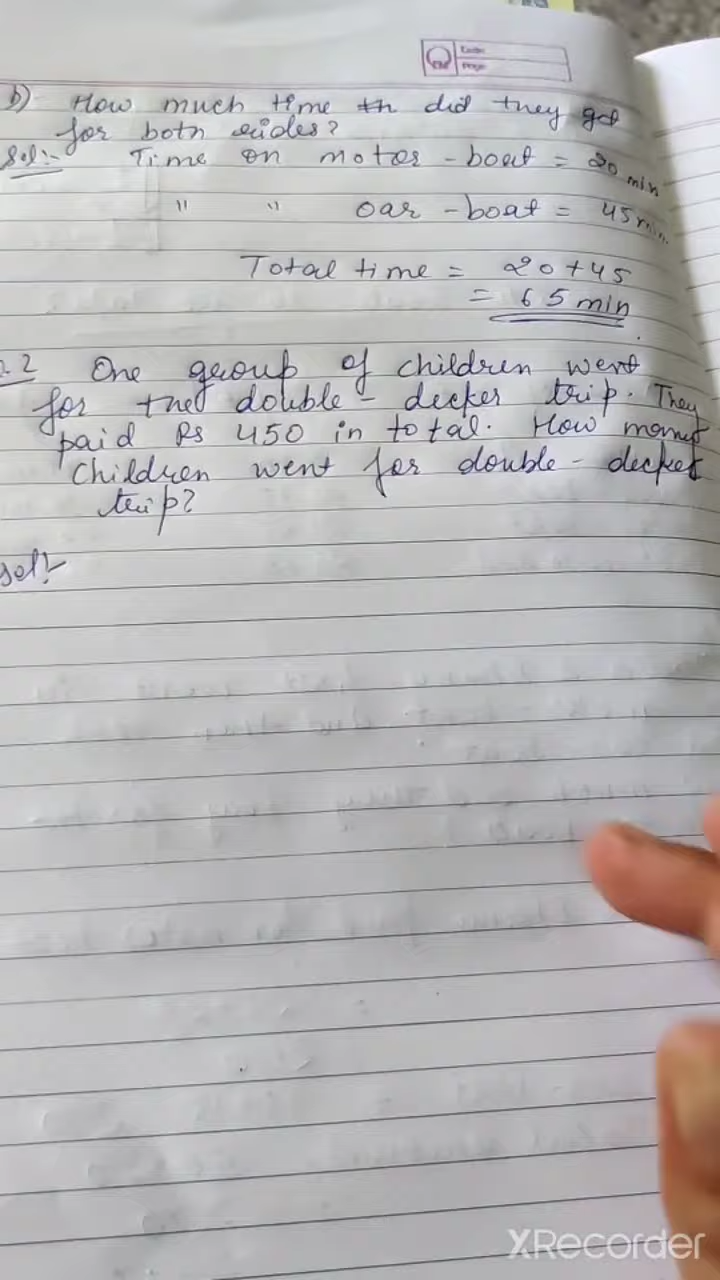 b) How much time th did they get
for both rides?
Sol:- Time on motor-boat = 20 min
" " oar-boat = 45 min
Total time = 20 + 45
= 65 min
Q.2 One group of children went
for the double-decker trip. They
paid Rs 450 in total. How many
children went for double-decker
trip?
sol:-
XRecorder